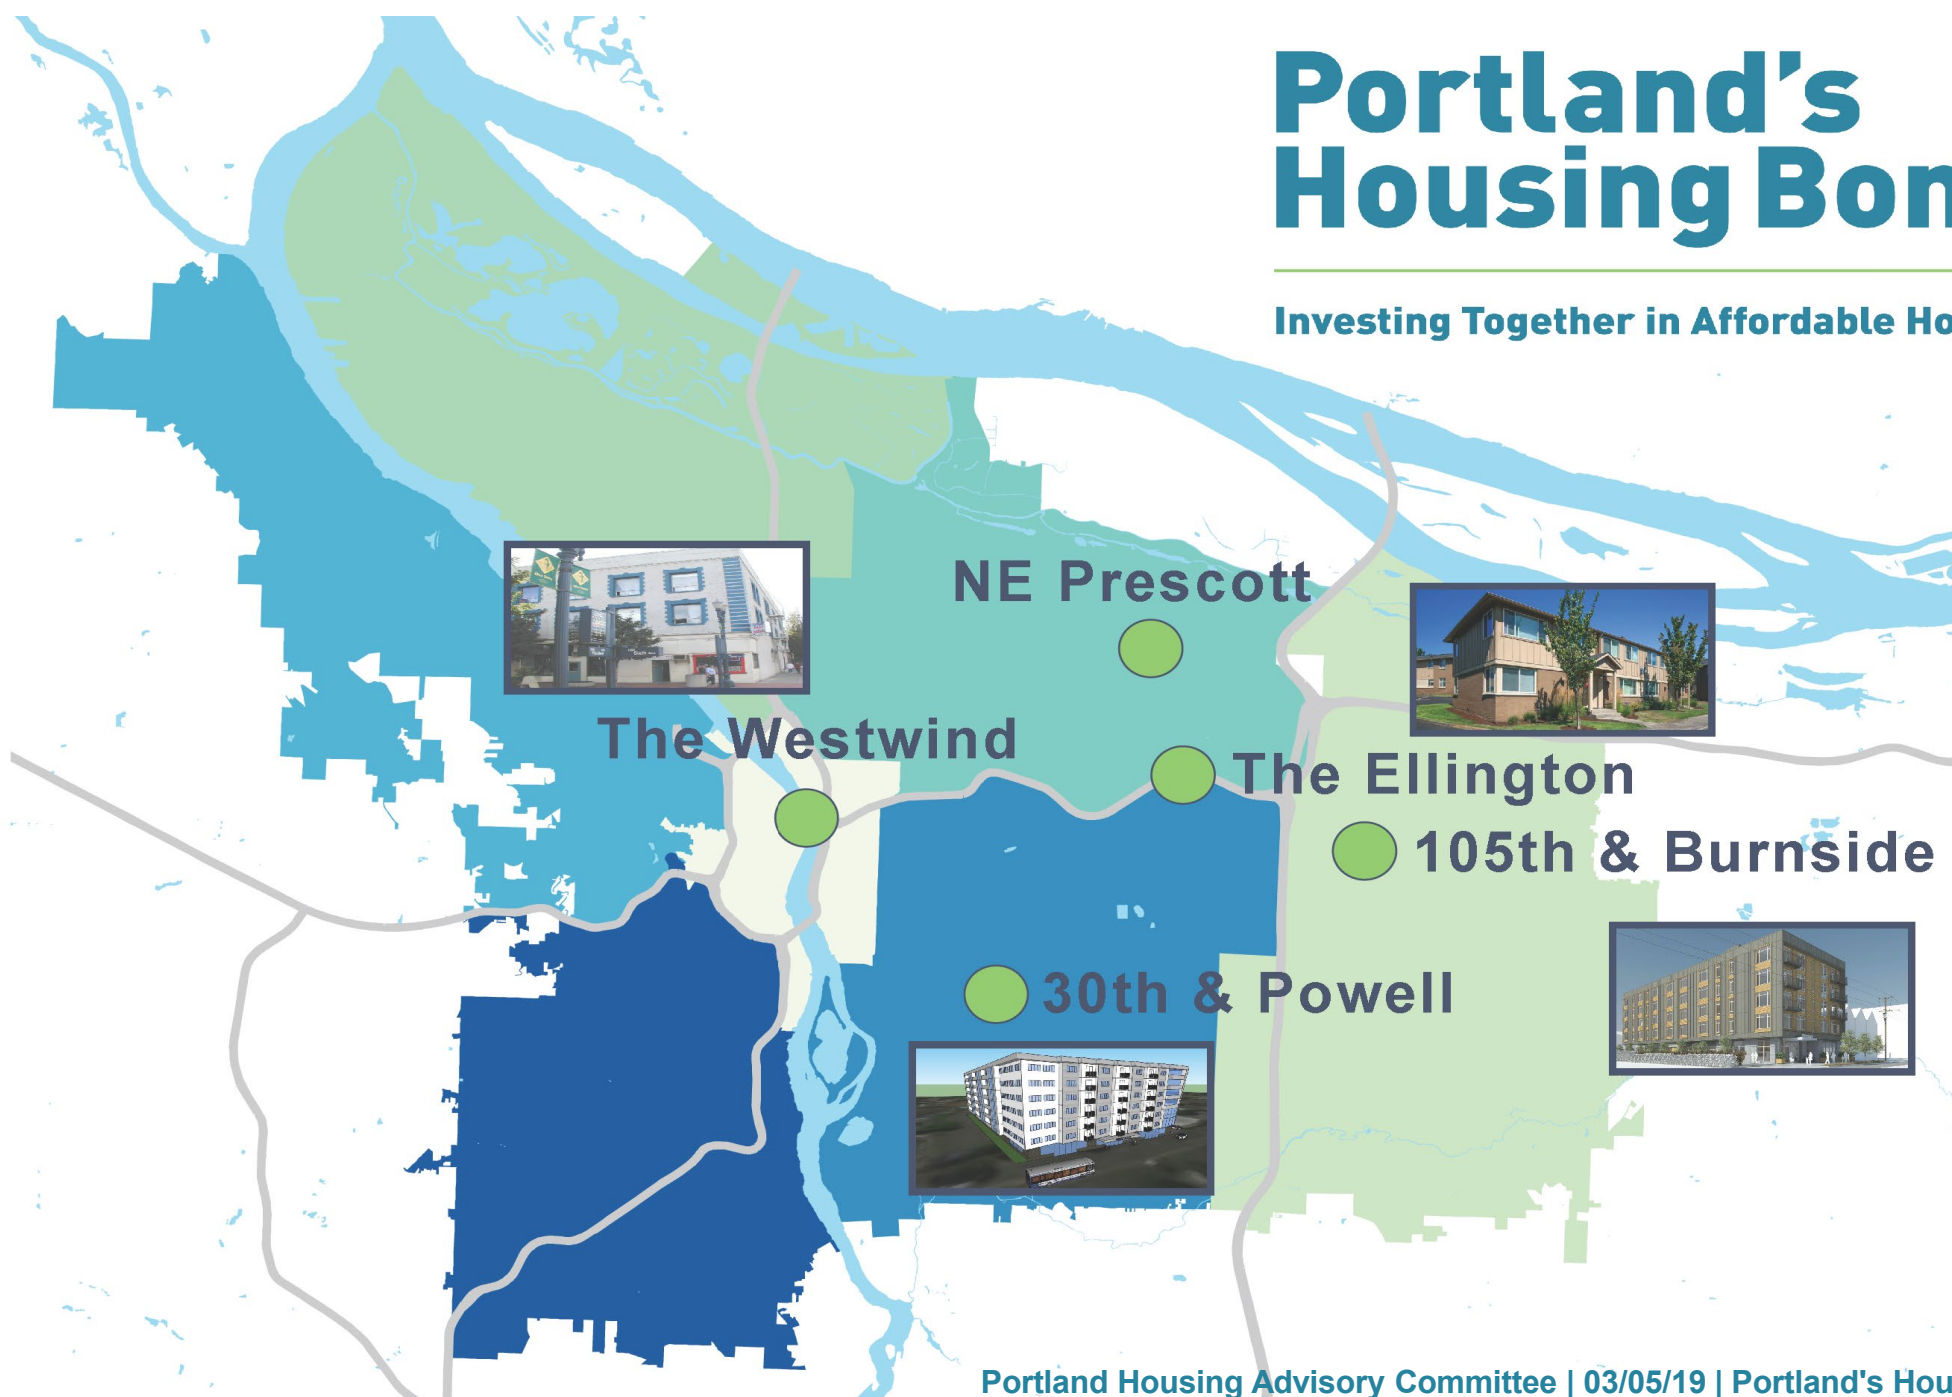 Portland's
Housing Bon
Investing Together in Affordable Ho
NE Prescott
The Westwind
The Ellington
105th & Burnside
30th & Powell
Portland Housing Advisory Committee | 03/05/19 | Portland's Hou